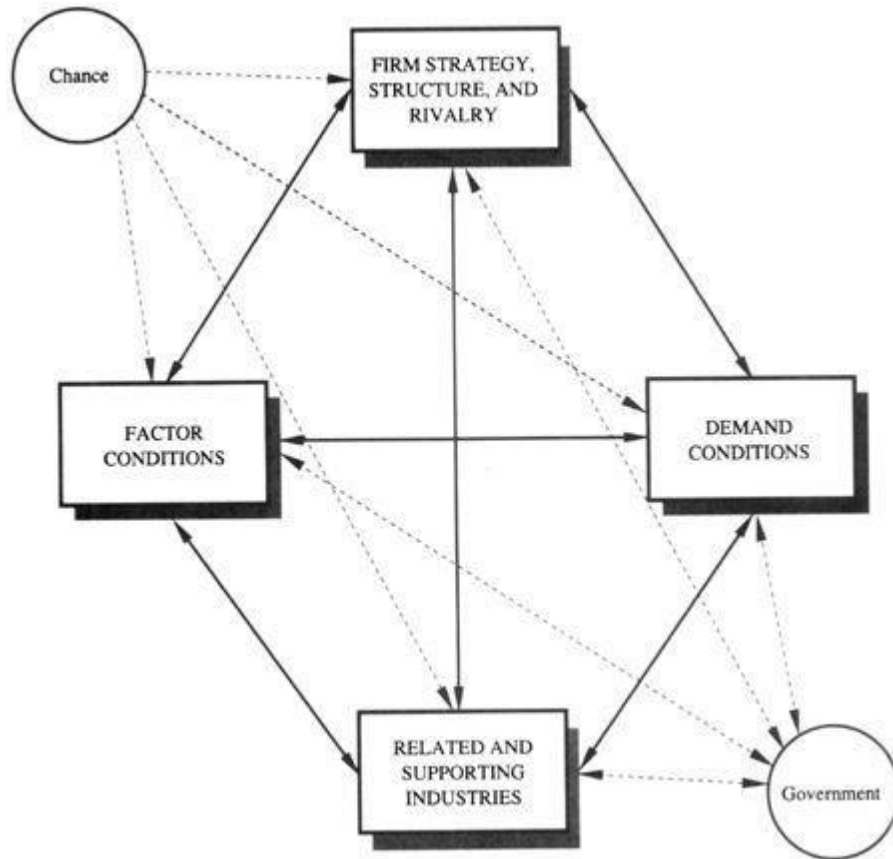 Chance
FIRM STRATEGY,
STRUCTURE, AND
RIVALRY
FACTOR
CONDITIONS
DEMAND
CONDITIONS
RELATED AND
SUPPORTING
INDUSTRIES
Government